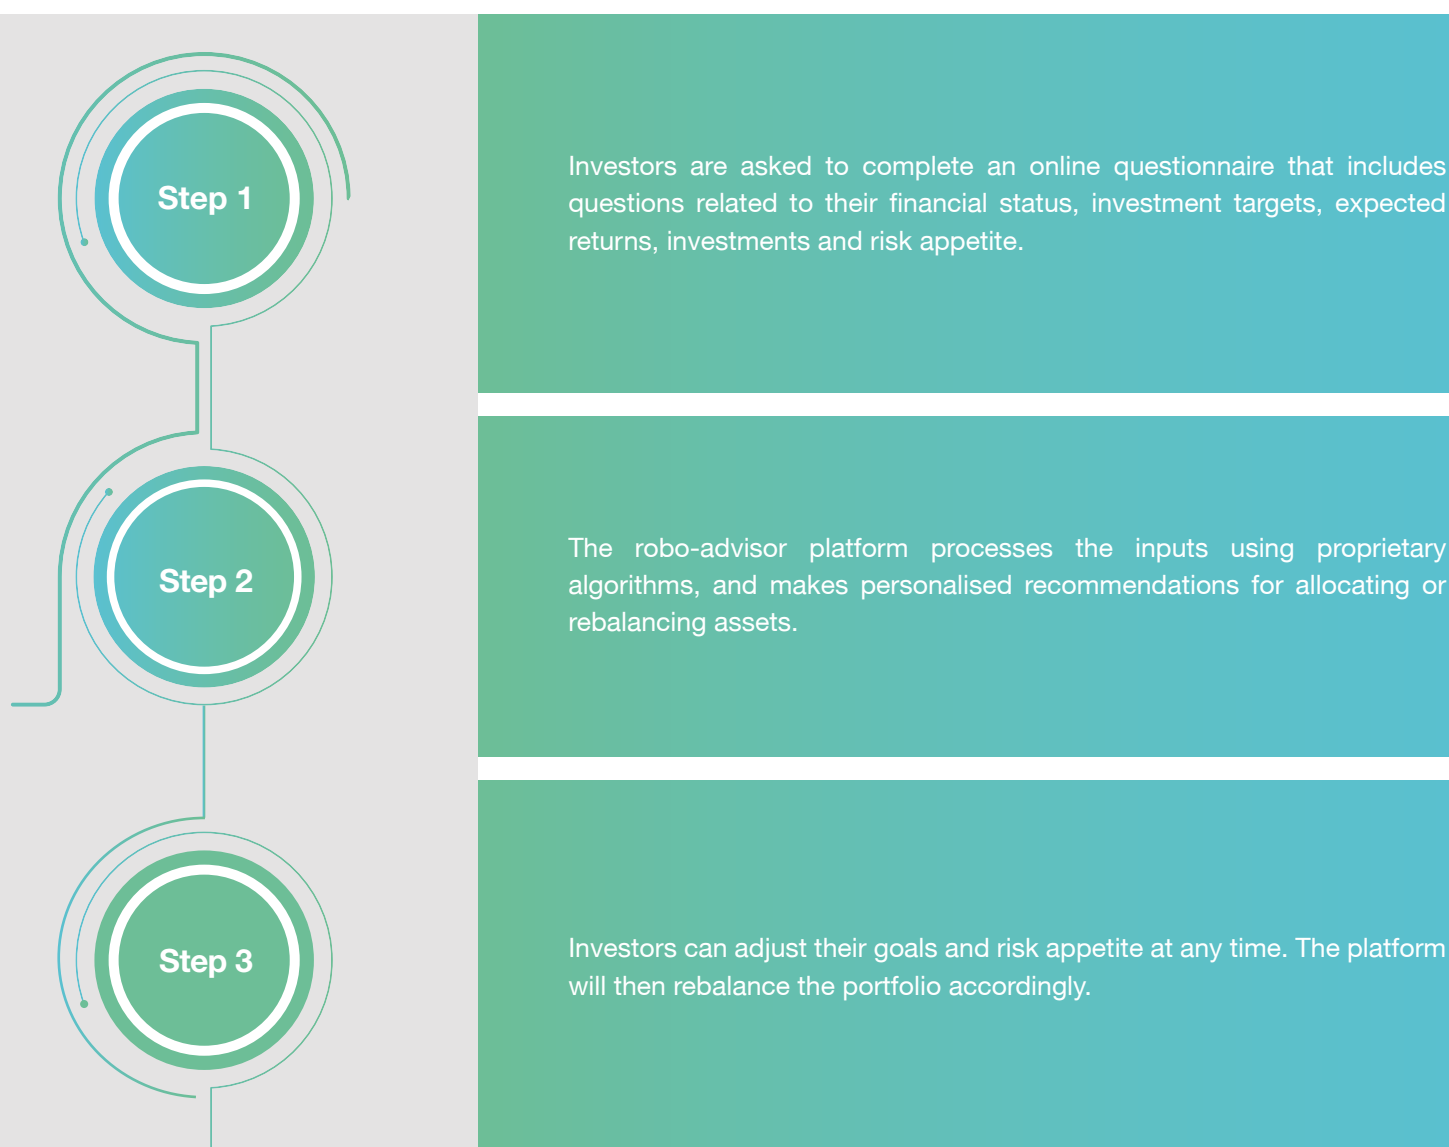 Step 1
Investors are asked to complete an online questionnaire that includes
questions related to their financial status, investment targets, expected
returns, investments and risk appetite.
Step 2
The robo-advisor platform processes the inputs using proprietary
algorithms, and makes personalised recommendations for allocating or
rebalancing assets.
Step 3
Investors can adjust their goals and risk appetite at any time. The platform
will then rebalance the portfolio accordingly.